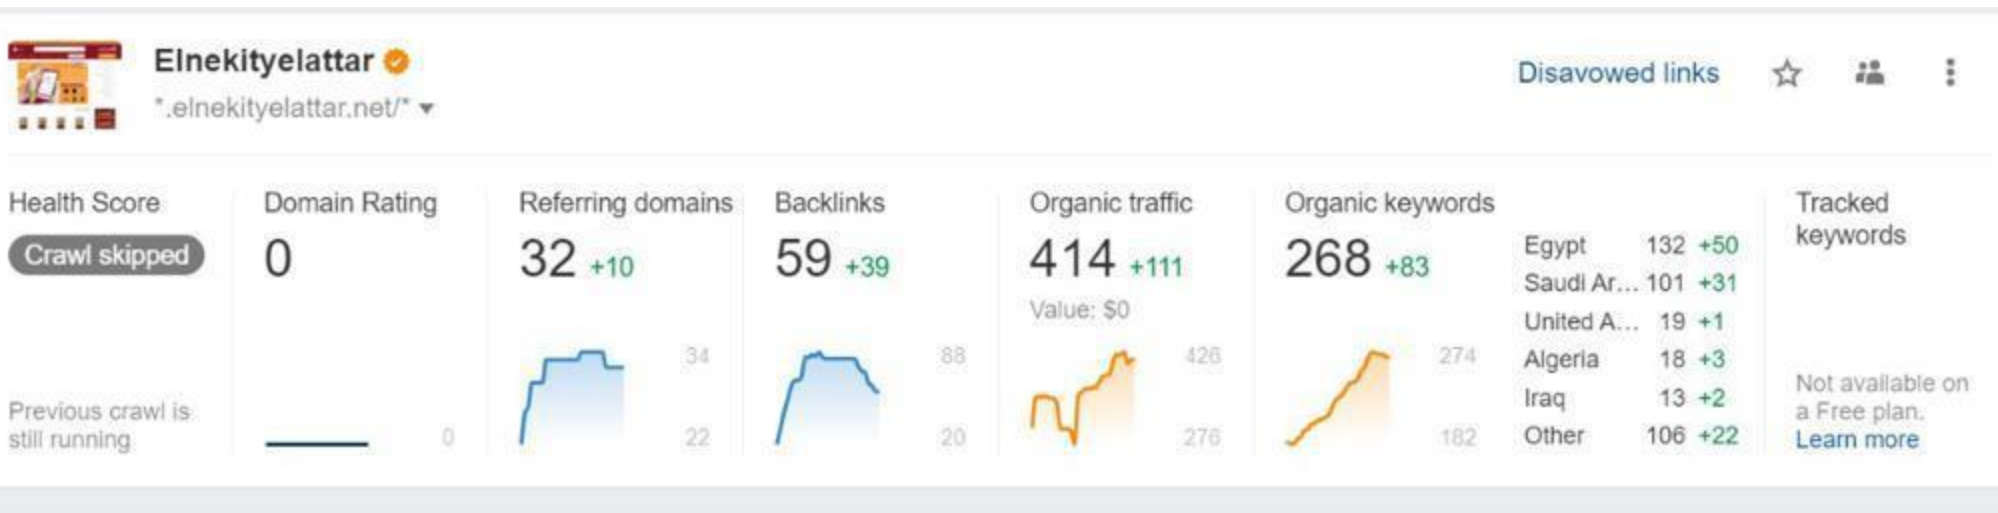 Elnekityelattar
*.elnekityelattar.net/*
Disavowed links
Health Score
Crawl skipped
Previous crawl is
still running
Domain Rating
0
0
Referring domains
32 +10
34
22
Backlinks
59 +39
88
20
Organic traffic
414 +111
Value: $0
426
276
Organic keywords
268 +83
274
182
Egypt 132 +50
Saudi Ar... 101 +31
United A... 19 +1
Algeria 18 +3
Iraq 13 +2
Other 106 +22
Tracked
keywords
Not available on
a Free plan.
Learn more